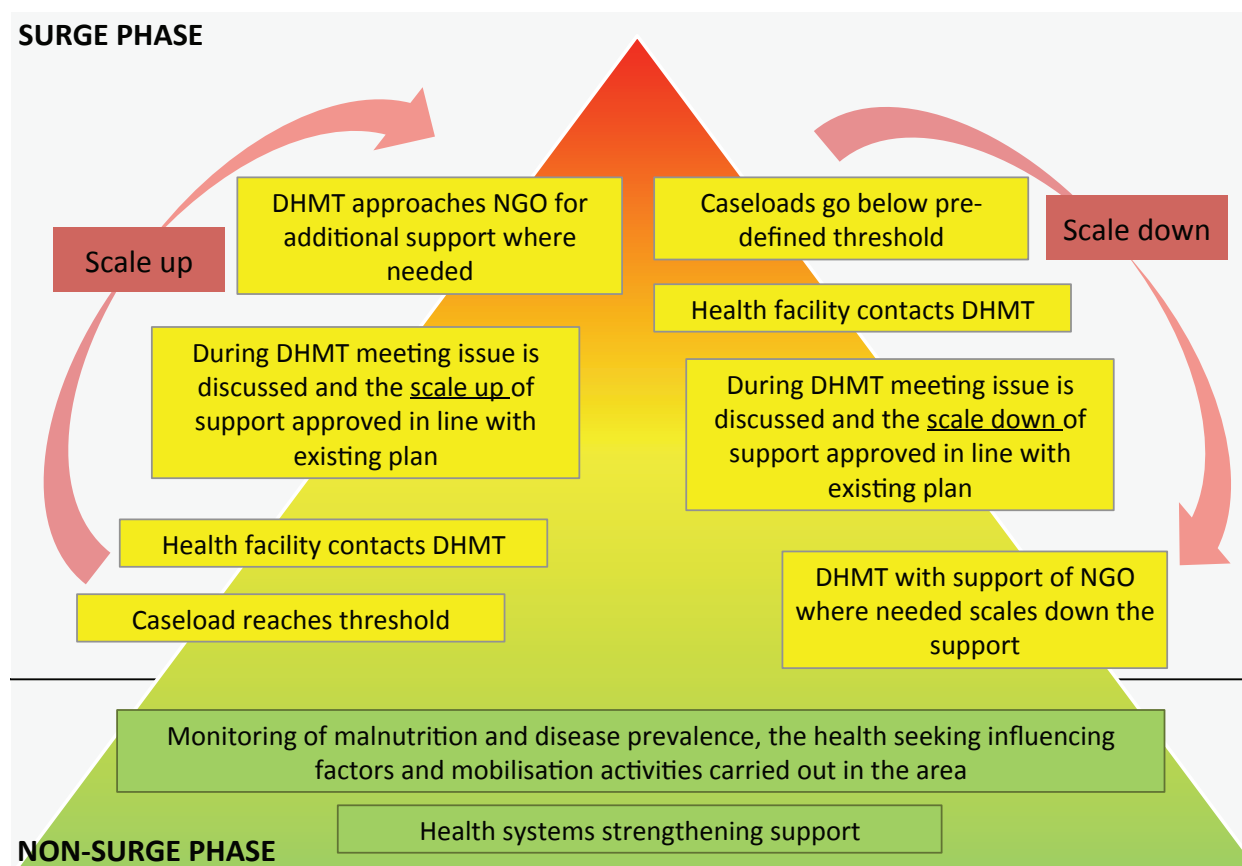 SURGE PHASE
Scale up
DHMT approaches NGO for
additional support where
needed
During DHMT meeting issue is
discussed and the scale up of
support approved in line with
existing plan
Health facility contacts DHMT
Caseload reaches threshold
Caseloads go below pre-
defined threshold
Scale down
Health facility contacts DHMT
During DHMT meeting issue is
discussed and the scale down of
support approved in line with
existing plan
DHMT with support of NGO
where needed scales down the
support
Monitoring of malnutrition and disease prevalence, the health seeking influencing
factors and mobilisation activities carried out in the area
Health systems strengthening support
NON-SURGE PHASE